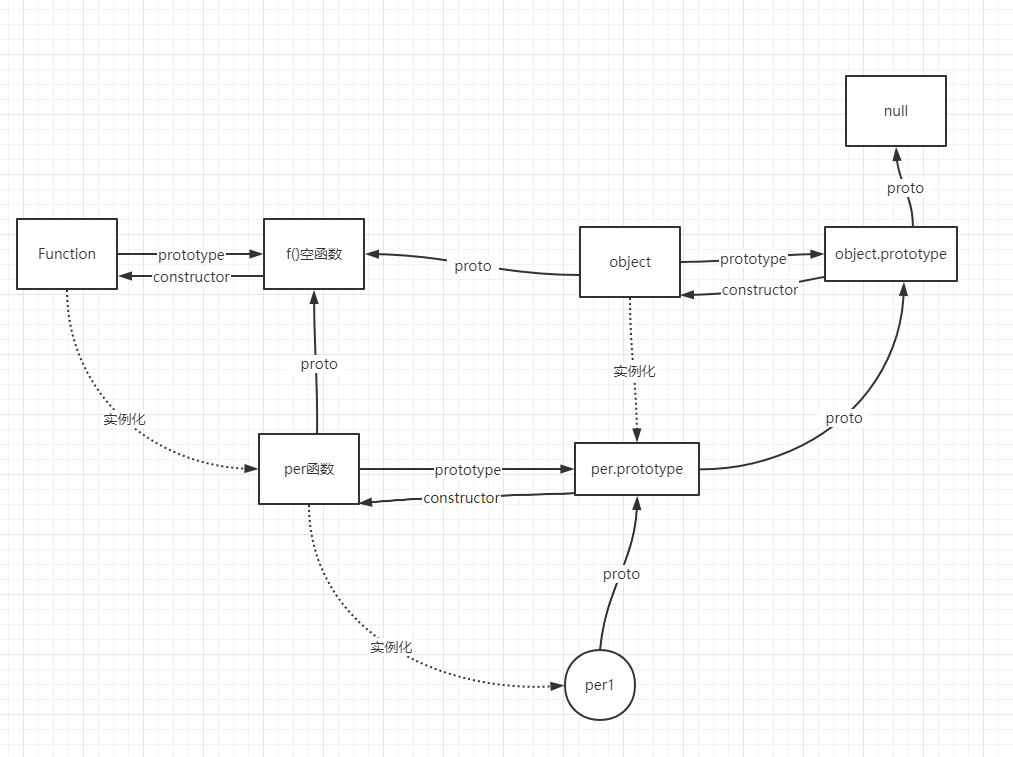 null
proto
Function
prototype
constructor
f()空函数
proto
object
prototype
constructor
object.prototype
proto
实例化
实例化
proto
per函数
prototype
constructor
per.prototype
proto
实例化
per1